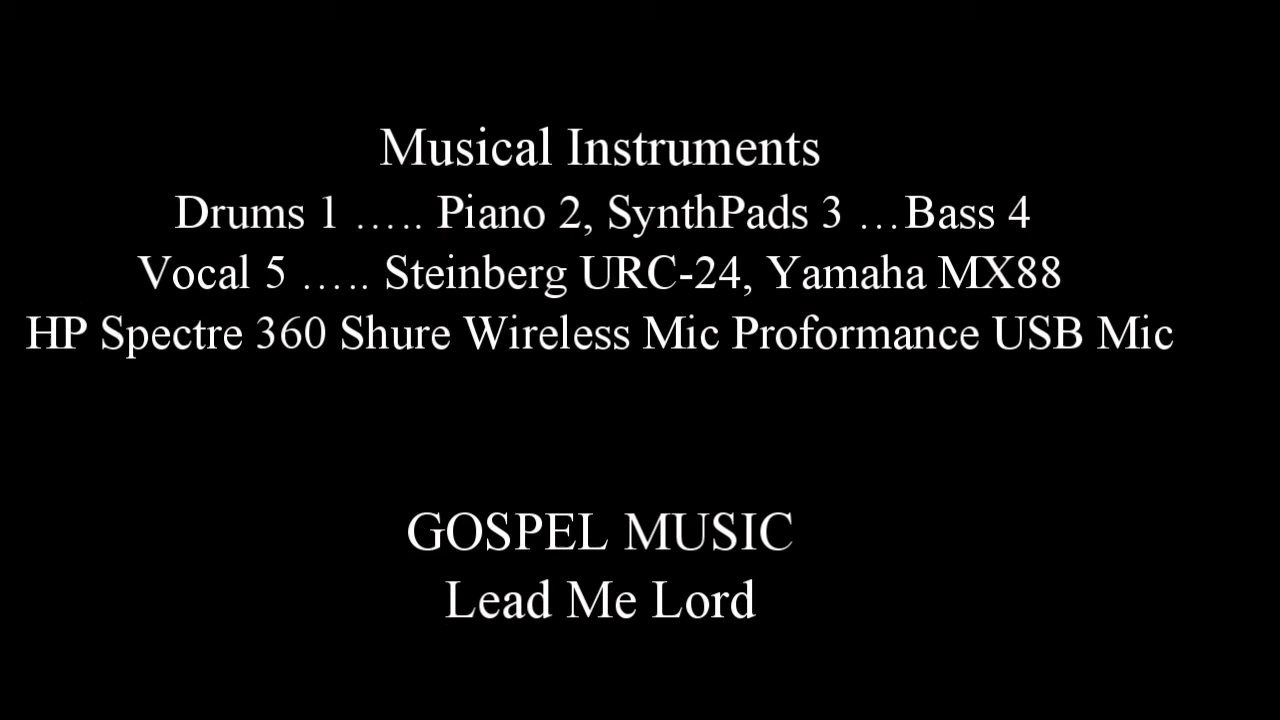 Musical Instruments
Drums 1 ….. Piano 2, SynthPads 3 …Bass 4
Vocal 5 ….. Steinberg URC-24, Yamaha MX88
HP Spectre 360 Shure Wireless Mic Proformance USB Mic
GOSPEL MUSIC
Lead Me Lord